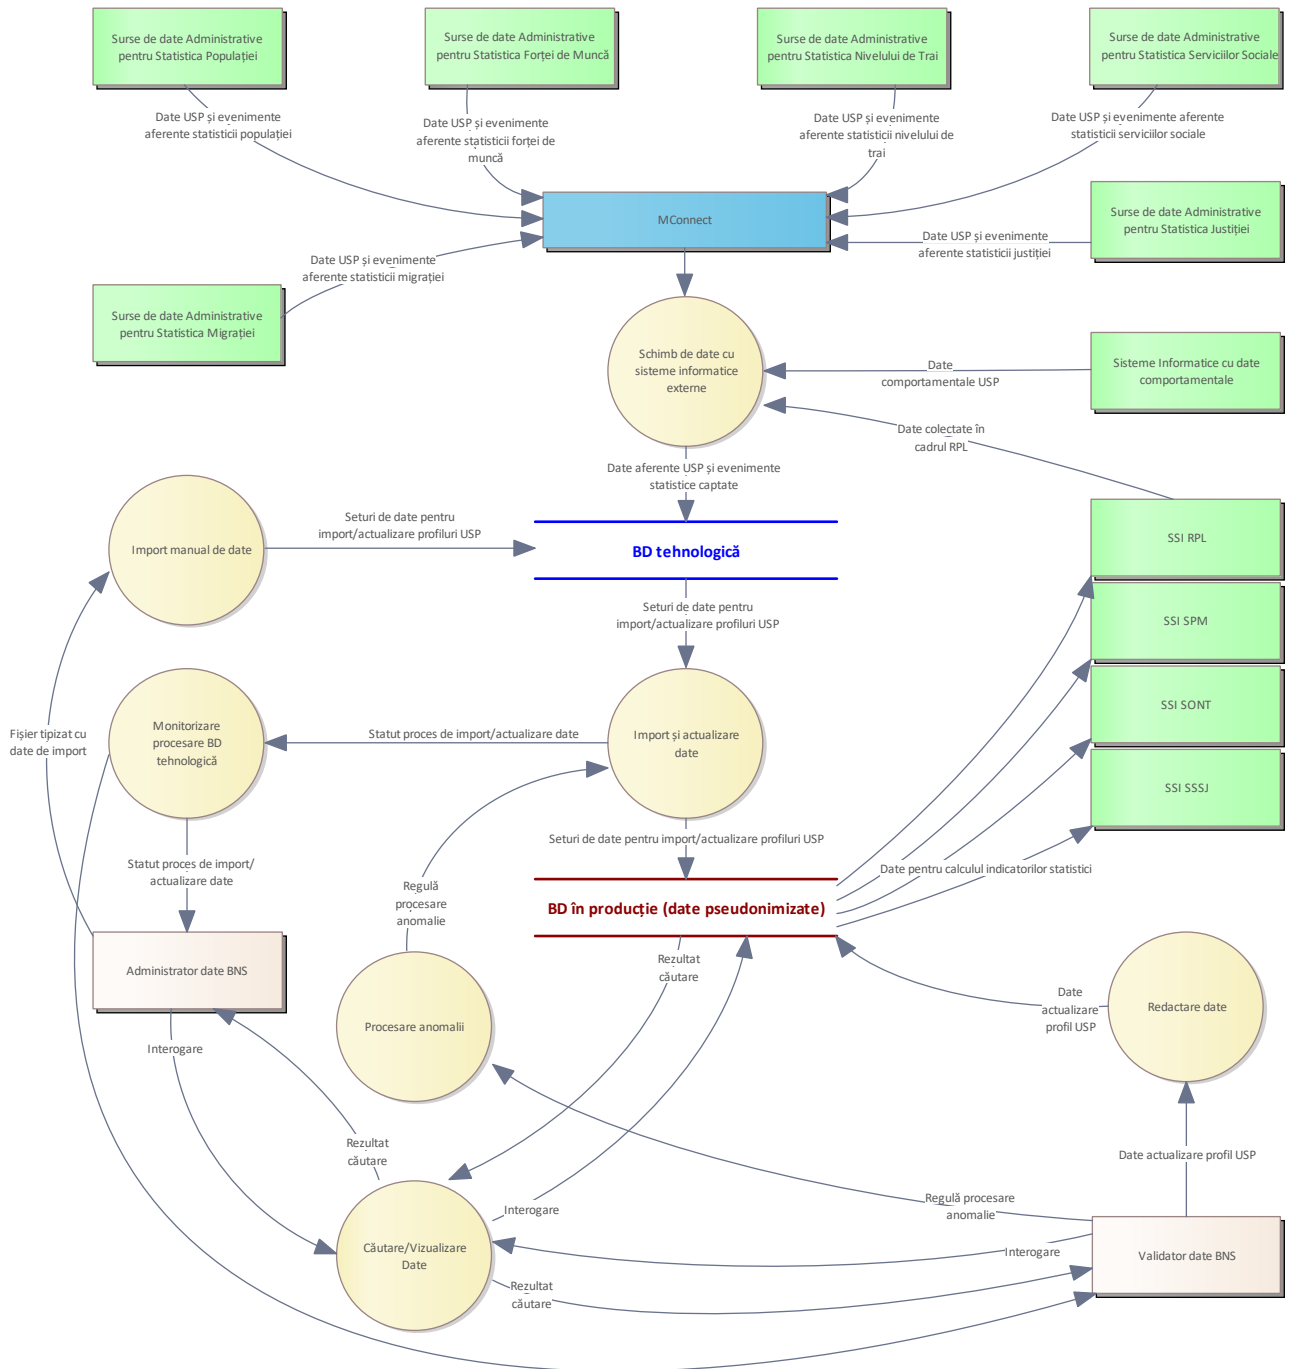 Surse de date Administrative
pentru Statistica Populației
Surse de date Administrative
pentru Statistica Forței de Muncă
Surse de date Administrative
pentru Statistica Nivelului de Trai
Surse de date Administrative
pentru Statistica Serviciilor Sociale
Date USP și evenimente
aferente statisticii populației
Date USP și evenimente
aferente statisticii forței de
muncă
Date USP și evenimente
aferente statisticii nivelului de
trai
Date USP și evenimente aferente
statisticii serviciilor sociale
MConnect
Surse de date Administrative
pentru Statistica Justiției
Date USP și evenimente
aferente statisticii justiției
Date USP și evenimente
aferente statisticii migrației
Surse de date Administrative
pentru Statistica Migrației
Schimb de date cu
sisteme informatice
externe
Date
comportamentale USP
Sisteme Informatice cu date
comportamentale
Date colectate în
cadrul RPL
Date aferente USP și evenimente
statistice captate
Import manual de date
Seturi de date pentru
import/actualizare profiluri USP
BD tehnologică
SSI RPL
SSI SPM
SSI SONT
SSI SSSJ
Seturi de date pentru
import/actualizare profiluri USP
Fișier tipizat cu
date de import
Monitorizare
procesare BD
tehnologică
Statut proces de import/actualizare date
Import și actualizare
date
Seturi de date pentru import/actualizare profiluri USP
Statut proces de import/
actualizare date
Regulă
procesare
anomalie
Date pentru calculul indicatorilor statistici
BD în producție (date pseudonimizate)
Administrator date BNS
Rezultat
căutare
Procesare anomalii
Date
actualizare
profil USP
Redactare date
Interogare
Rezultat
căutare
Date actualizare profil USP
Regulă procesare
anomalie
Interogare
Căutare/Vizualizare
Date
Interogare
Validator date BNS
Rezultat
căutare